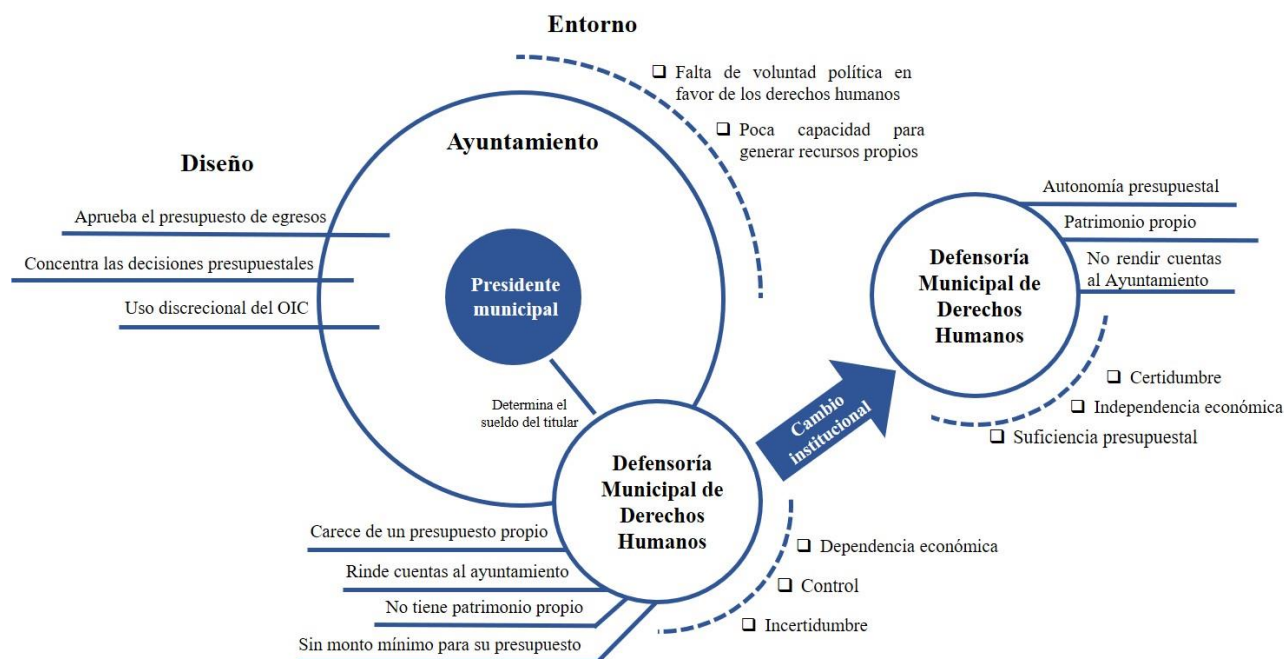 Entorno
❑ Falta de voluntad política en
favor de los derechos humanos
❑ Poca capacidad para
generar recursos propios
Ayuntamiento
Diseño
Aprueba el presupuesto de egresos
Concentra las decisiones presupuestales
Uso discrecional del OIC
Presidente
municipal
Determina el
sueldo del titular
Defensoría
Municipal de
Derechos
Humanos
Carece de un presupuesto propio
Rinde cuentas al ayuntamiento
No tiene patrimonio propio
Sin monto mínimo para su presupuesto
❑ Dependencia económica
❑ Control
❑ Incertidumbre
Cambio
institucional
Defensoría
Municipal de
Derechos
Humanos
Autonomía presupuestal
Patrimonio propio
No rendir cuentas
al Ayuntamiento
❑ Certidumbre
❑ Independencia económica
❑ Suficiencia presupuestal